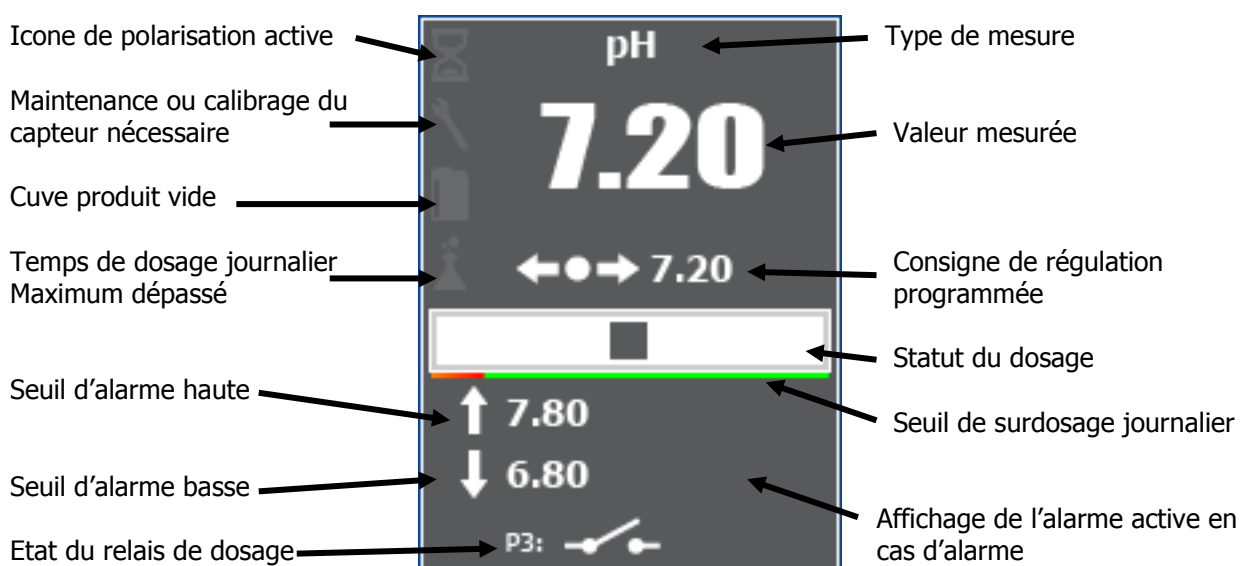 Icone de polarisation active
pH
Type de mesure
Maintenance ou calibrage du
capteur nécessaire
7.20
Valeur mesurée
Cuve produit vide
Temps de dosage journalier
Maximum dépassé
7.20
Consigne de régulation
programmée
Statut du dosage
Seuil d’alarme haute
7.80
Seuil de surdosage journalier
Seuil d’alarme basse
6.80
Affichage de l’alarme active en
cas d’alarme
Etat du relais de dosage
P3: